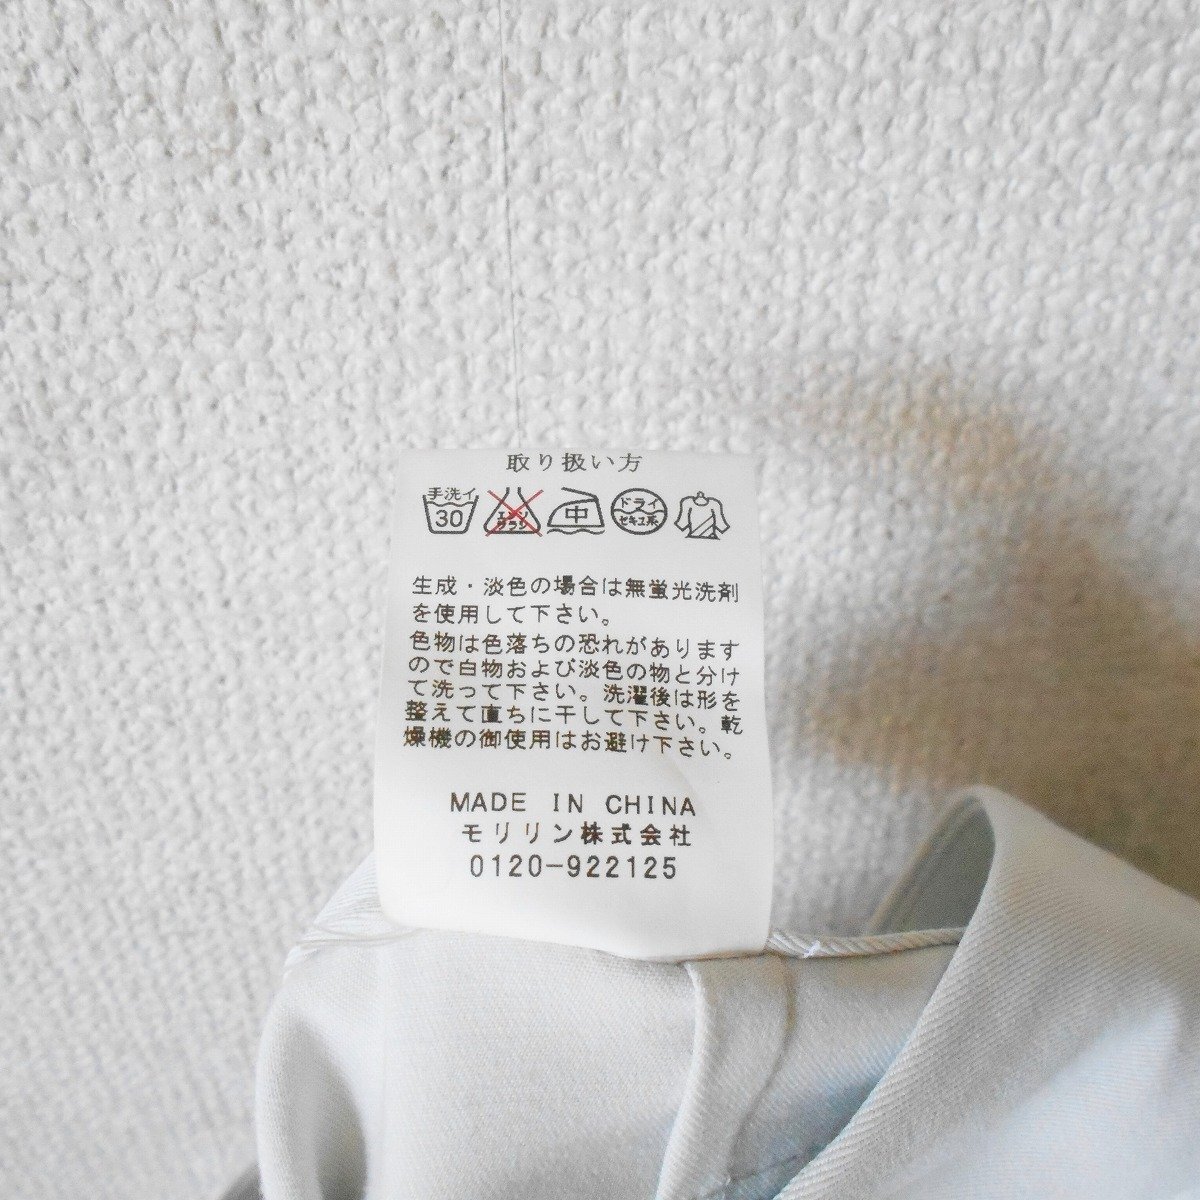 取り扱い方
手洗イ
30
エンソ
サラシ
中
ドライ
セキユ系
生成・淡色の場合は無蛍光洗剤
を使用して下さい。
色物は色落ちの恐れがあります
ので白物および淡色の物と分け
て洗って下さい。洗濯後は形を
整えて直ちに干して下さい。乾
燥機の御使用はお避け下さい。
MADE IN CHINA
モリリン株式会社
0120-922125